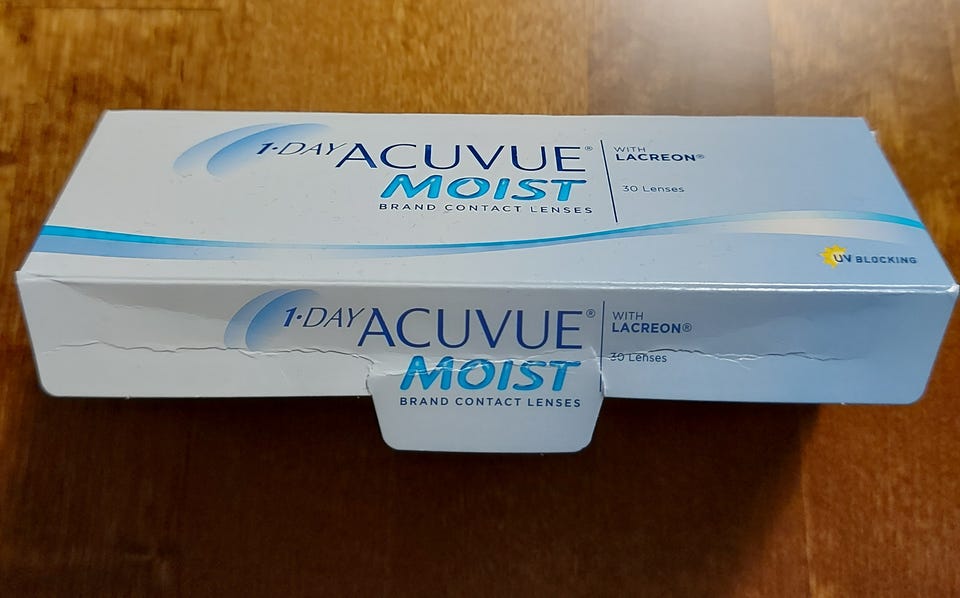 1·DAY ACUVUE®
MOIST
BRAND CONTACT LENSES
WITH
LACREON®
30 Lenses
UV BLOCKING
1·DAY ACUVUE®
MOIST
BRAND CONTACT LENSES
WITH
LACREON®
30 Lenses